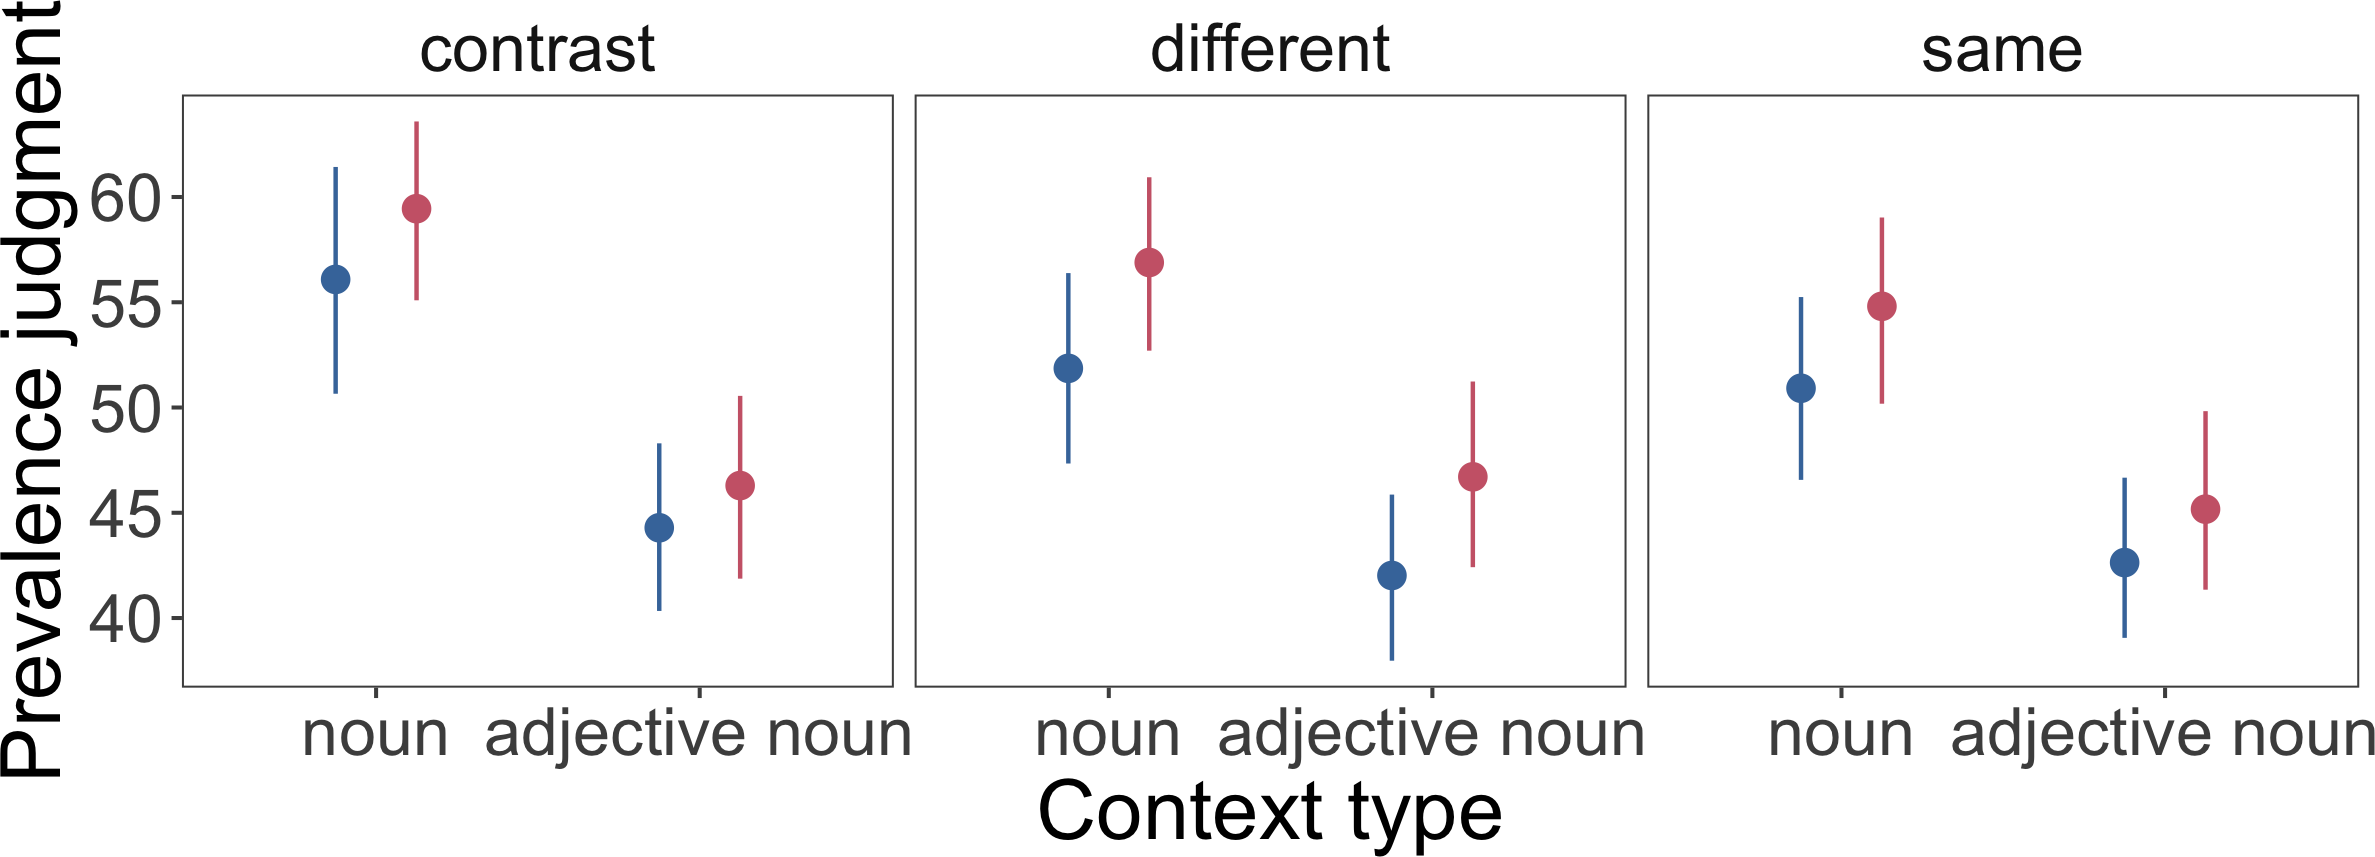 contrast
different
same
Prevalence judgment
60
55
50
45
40
noun
adjective noun
noun
adjective noun
noun
adjective noun
Context type